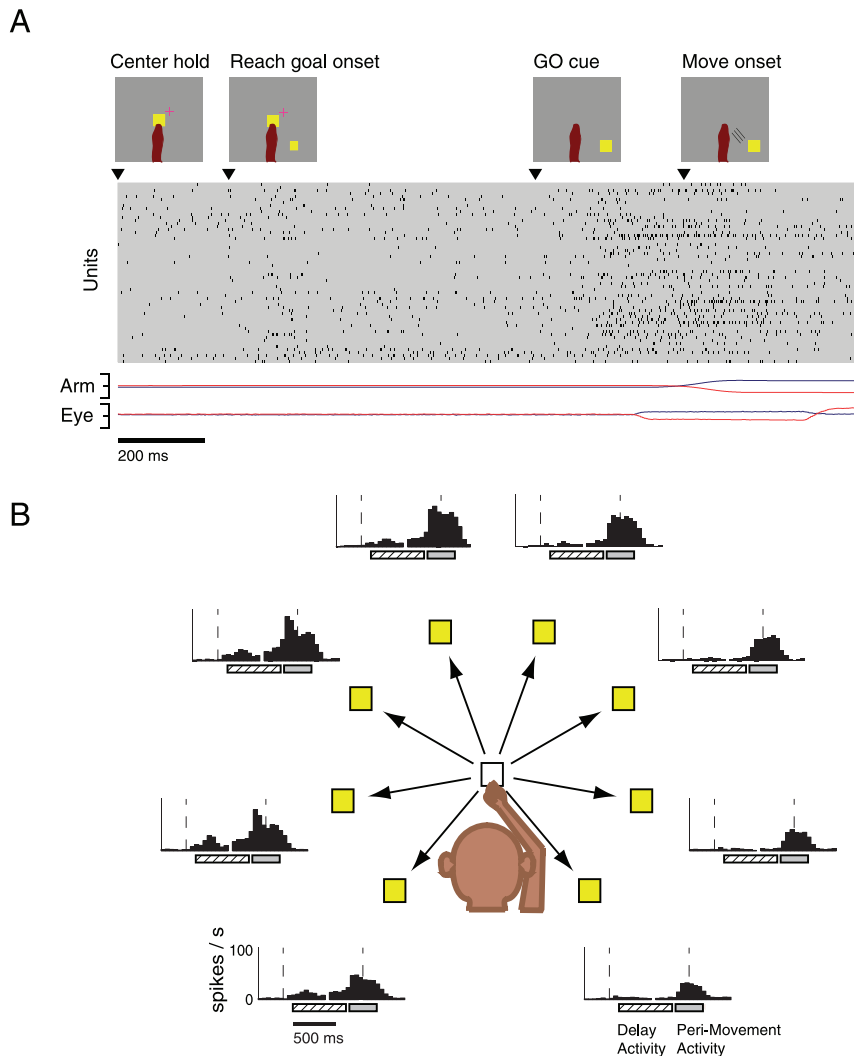 A
Center hold
Reach goal onset
GO cue
Move onset
Units
Arm
Eye
200 ms
B
spikes / s
100
0
500 ms
Delay
Activity
Peri-Movement
Activity